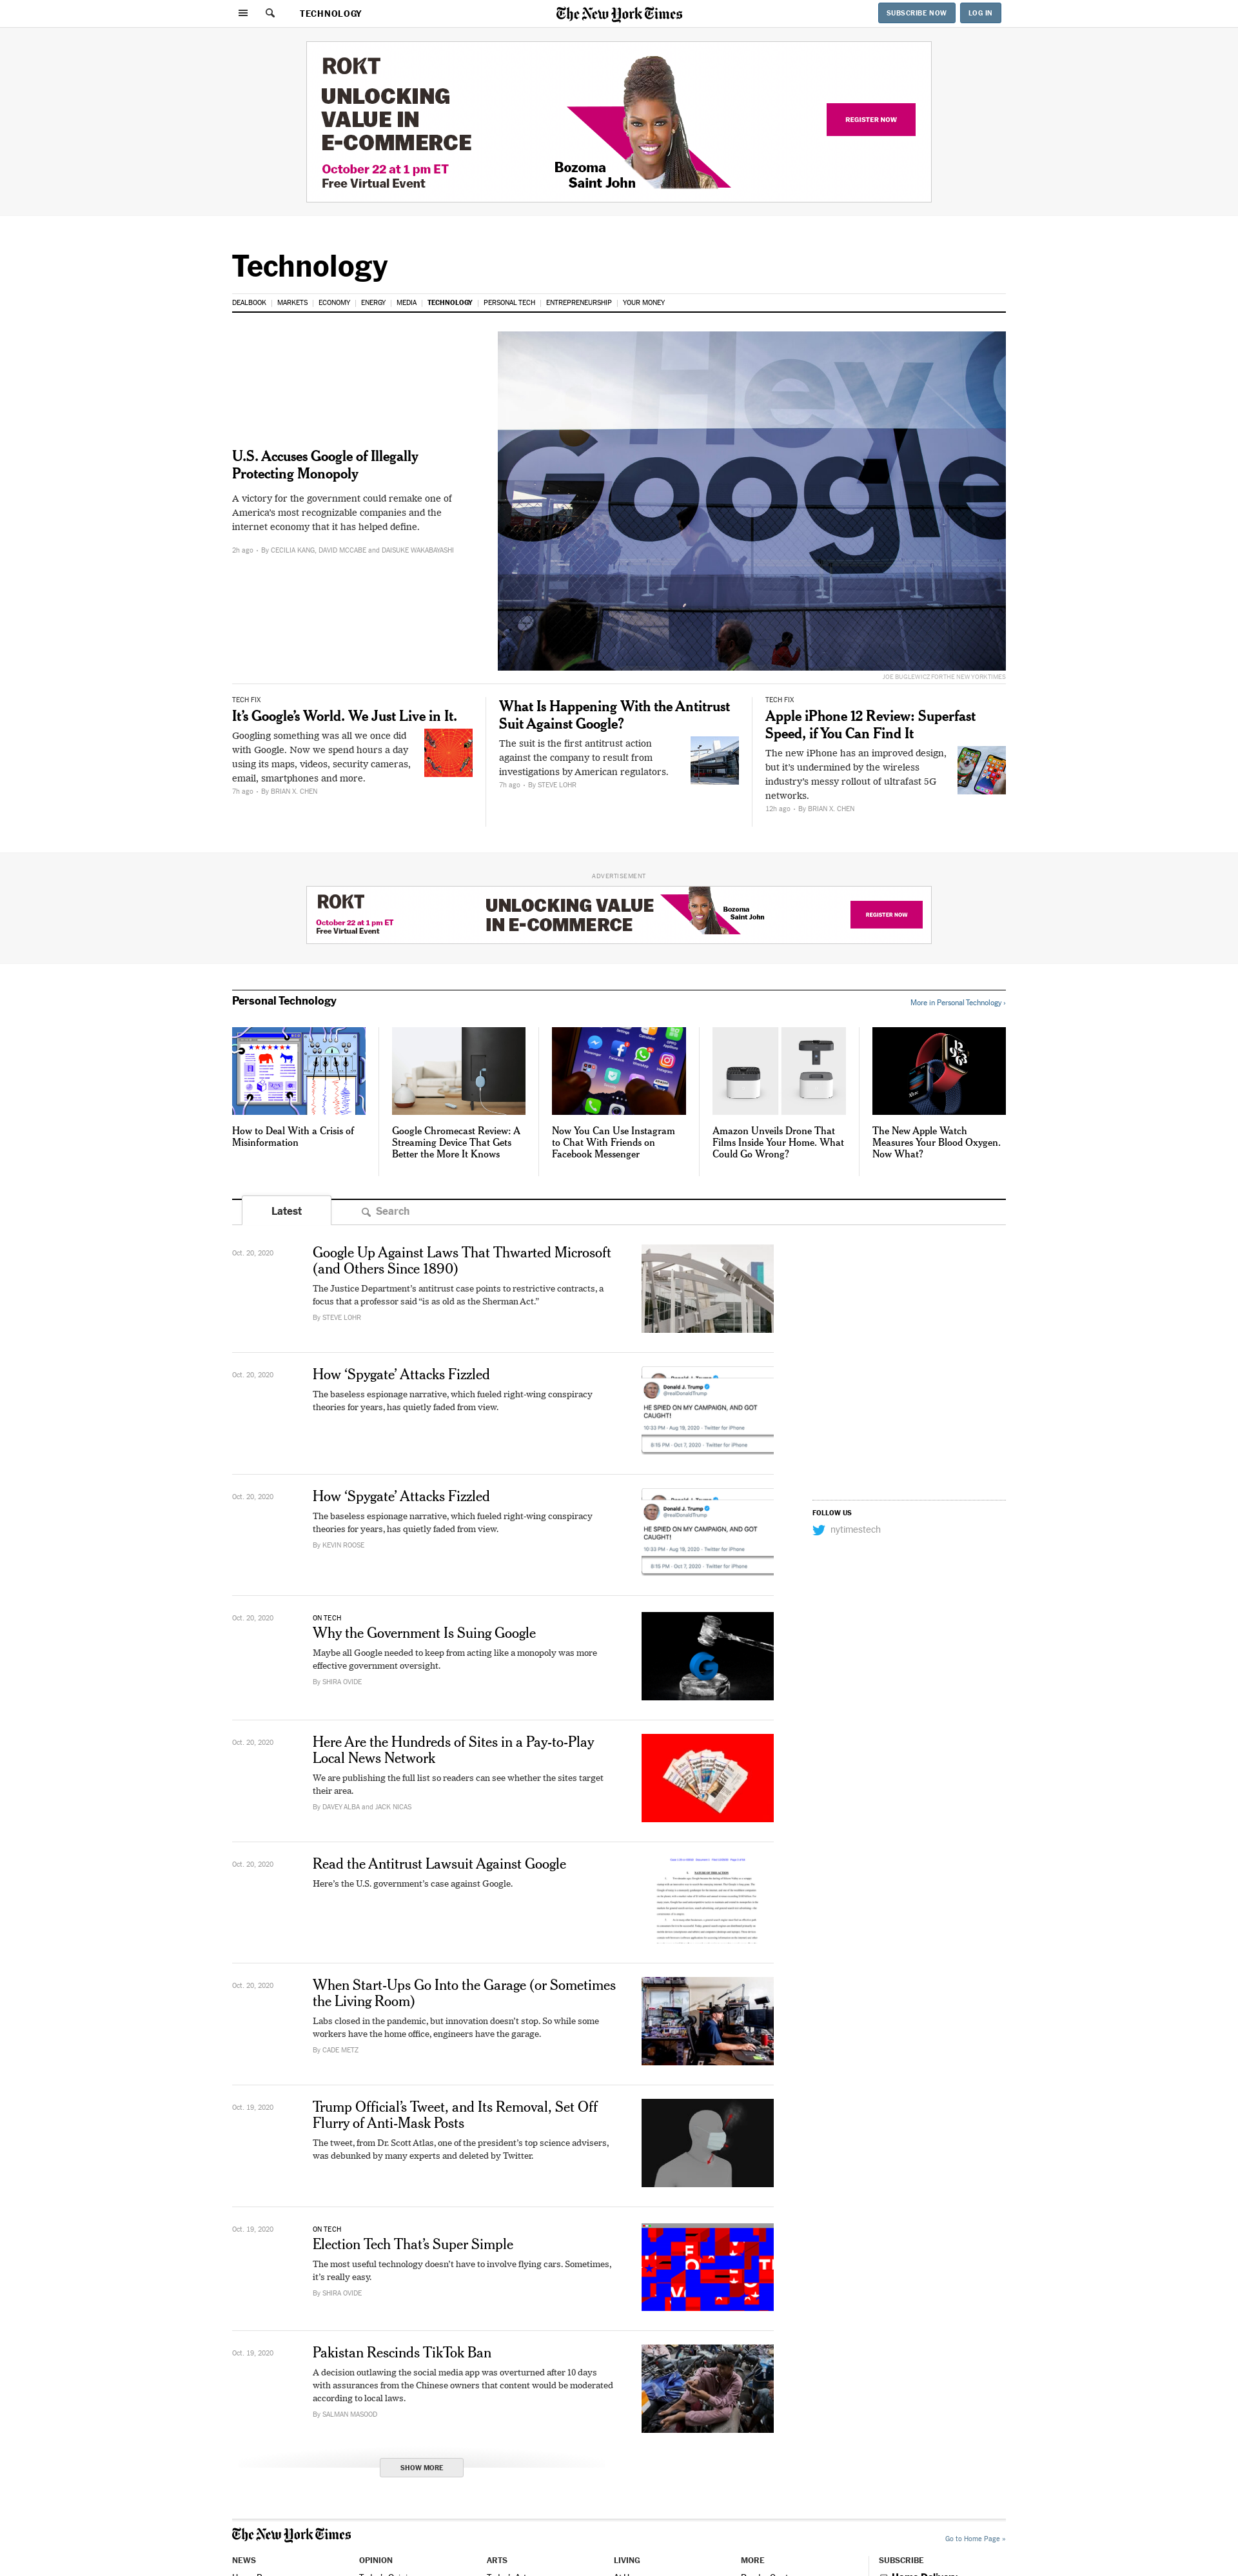 TECHNOLOGY
The New York Times
SUBSCRIBE NOW
LOG IN
ROKT
UNLOCKING
VALUE IN
E-COMMERCE
October 22 at 1 pm ET
Free Virtual Event
Bozoma
Saint John
REGISTER NOW
Technology
DEALBOOK | MARKETS | ECONOMY | ENERGY | MEDIA | TECHNOLOGY | PERSONAL TECH | ENTREPRENEURSHIP | YOUR MONEY
Hey G
Google
U.S. Accuses Google of Illegally
Protecting Monopoly
A victory for the government could remake one of
America's most recognizable companies and the
internet economy that it has helped define.
2h ago - By CECILIA KANG, DAVID MCCABE and DAISUKE WAKABAYASHI
JOE BUGLEWICZ FOR THE NEW YORK TIMES
TECH FIX
It's Google's World. We Just Live in It.
Googling something was all we once did
with Google. Now we spend hours a day
using its maps, videos, security cameras,
email, smartphones and more.
7h ago - By BRIAN X. CHEN
What Is Happening With the Antitrust
Suit Against Google?
The suit is the first antitrust action
against the company to result from
investigations by American regulators.
7h ago - By STEVE LOHR
TECH FIX
Apple iPhone 12 Review: Superfast
Speed, if You Can Find It
The new iPhone has an improved design,
but it's undermined by the wireless
industry's messy rollout of ultrafast 5G
networks.
12h ago - By BRIAN X. CHEN
ADVERTISEMENT
ROKT
October 22 at 1 pm ET
Free Virtual Event
UNLOCKING VALUE
IN E-COMMERCE
Bozoma
Saint John
REGISTER NOW
Personal Technology
More in Personal Technology ›
How to Deal With a Crisis of
Misinformation
Google Chromecast Review: A
Streaming Device That Gets
Better the More It Knows
Now You Can Use Instagram
to Chat With Friends on
Facebook Messenger
Amazon Unveils Drone That
Films Inside Your Home. What
Could Go Wrong?
The New Apple Watch
Measures Your Blood Oxygen.
Now What?
Latest
Search
Oct. 20, 2020
Google Up Against Laws That Thwarted Microsoft
(and Others Since 1890)
The Justice Department's antitrust case points to restrictive contracts, a
focus that a professor said “is as old as the Sherman Act.”
By STEVE LOHR
Oct. 20, 2020
How ‘Spygate’ Attacks Fizzled
The baseless espionage narrative, which fueled right-wing conspiracy
theories for years, has quietly faded from view.
Donald J. Trump
Donald J. Trump
@realDonaldTrump
HE SPIED ON MY CAMPAIGN, AND GOT
CAUGHT!
10:33 PM · Aug 19, 2020 · Twitter for iPhone
9:15 PM · Oct 7, 2020 · Twitter for iPhone
Oct. 20, 2020
How ‘Spygate’ Attacks Fizzled
The baseless espionage narrative, which fueled right-wing conspiracy
theories for years, has quietly faded from view.
By KEVIN ROOSE
Donald J. Trump
Donald J. Trump
@realDonaldTrump
HE SPIED ON MY CAMPAIGN, AND GOT
CAUGHT!
10:33 PM · Aug 19, 2020 · Twitter for iPhone
9:15 PM · Oct 7, 2020 · Twitter for iPhone
FOLLOW US
nytimestech
Oct. 20, 2020
ON TECH
Why the Government Is Suing Google
Maybe all Google needed to keep from acting like a monopoly was more
effective government oversight.
By SHIRA OVIDE
Oct. 20, 2020
Here Are the Hundreds of Sites in a Pay-to-Play
Local News Network
We are publishing the full list so readers can see whether the sites target
their area.
By DAVEY ALBA and JACK NICAS
Oct. 20, 2020
Read the Antitrust Lawsuit Against Google
Here's the U.S. government's case against Google.
Oct. 20, 2020
When Start-Ups Go Into the Garage (or Sometimes
the Living Room)
Labs closed in the pandemic, but innovation doesn't stop. So while some
workers have the home office, engineers have the garage.
By CADE METZ
Oct. 19, 2020
Trump Official's Tweet, and Its Removal, Set Off
Flurry of Anti-Mask Posts
The tweet, from Dr. Scott Atlas, one of the president's top science advisers,
was debunked by many experts and deleted by Twitter.
Oct. 19, 2020
ON TECH
Election Tech That's Super Simple
The most useful technology doesn't have to involve flying cars. Sometimes,
it's really easy.
By SHIRA OVIDE
Oct. 19, 2020
Pakistan Rescinds TikTok Ban
A decision outlawing the social media app was overturned after 10 days
with assurances from the Chinese owners that content would be moderated
according to local laws.
By SALMAN MASOOD
SHOW MORE
The New York Times
Go to Home Page »
NEWS
OPINION
ARTS
LIVING
MORE
SUBSCRIBE